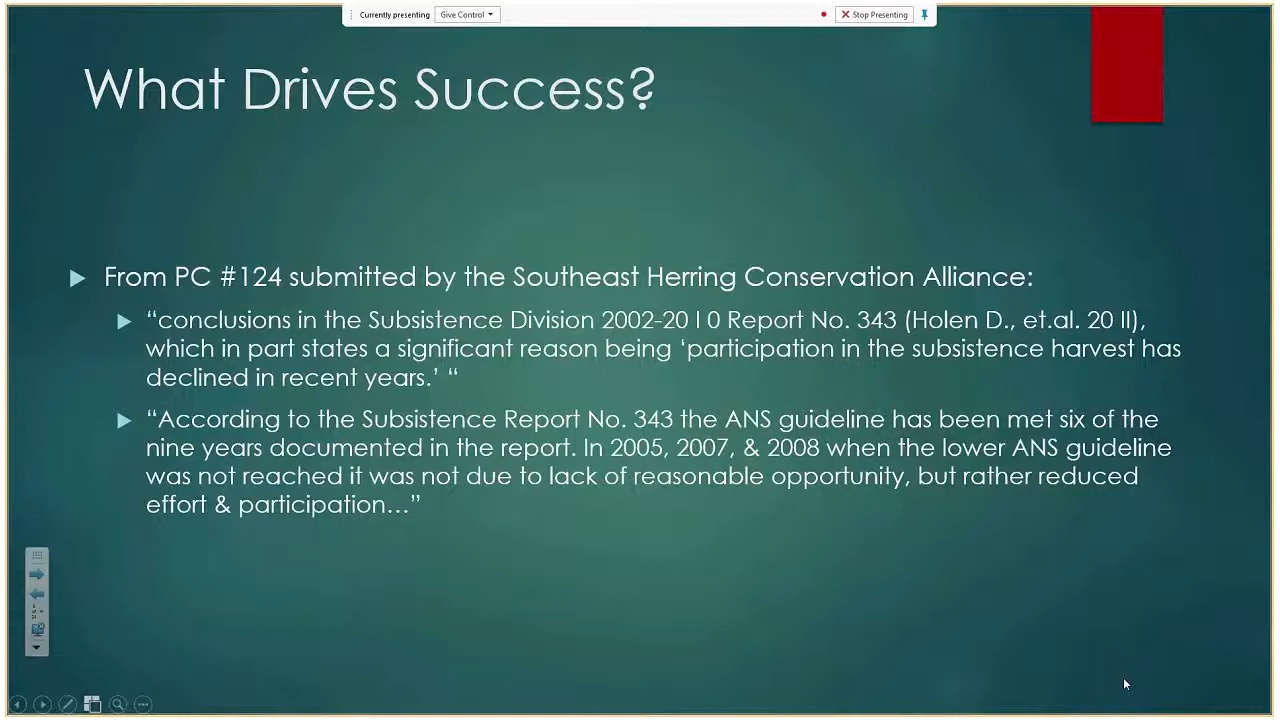 Currently presenting
Give Control
Stop Presenting
What Drives Success?
From PC #124 submitted by the Southeast Herring Conservation Alliance:
“conclusions in the Subsistence Division 2002-20 I 0 Report No. 343 (Holen D., et.al. 20 II),
which in part states a significant reason being ‘participation in the subsistence harvest has
declined in recent years.’ “
“According to the Subsistence Report No. 343 the ANS guideline has been met six of the
nine years documented in the report. In 2005, 2007, & 2008 when the lower ANS guideline
was not reached it was not due to lack of reasonable opportunity, but rather reduced
effort & participation…”